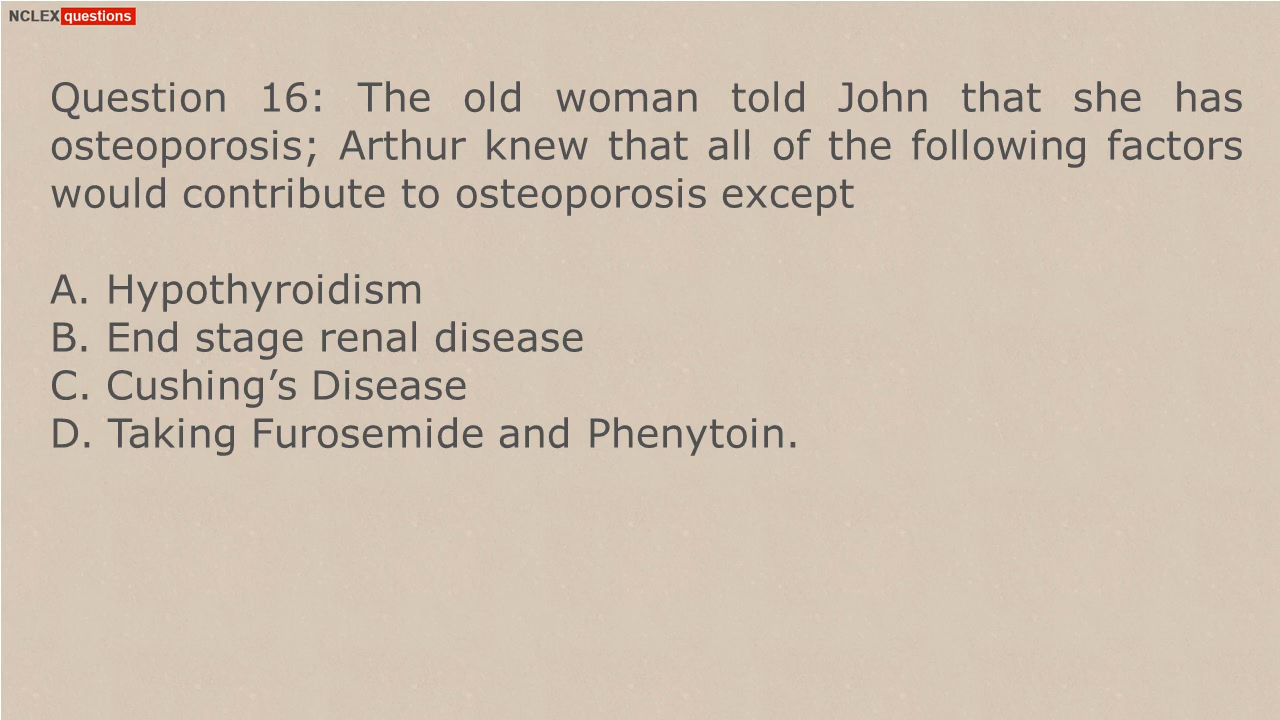 NCLEX questions
Question 16: The old woman told John that she has
osteoporosis; Arthur knew that all of the following factors
would contribute to osteoporosis except
A. Hypothyroidism
B. End stage renal disease
C. Cushing’s Disease
D. Taking Furosemide and Phenytoin.